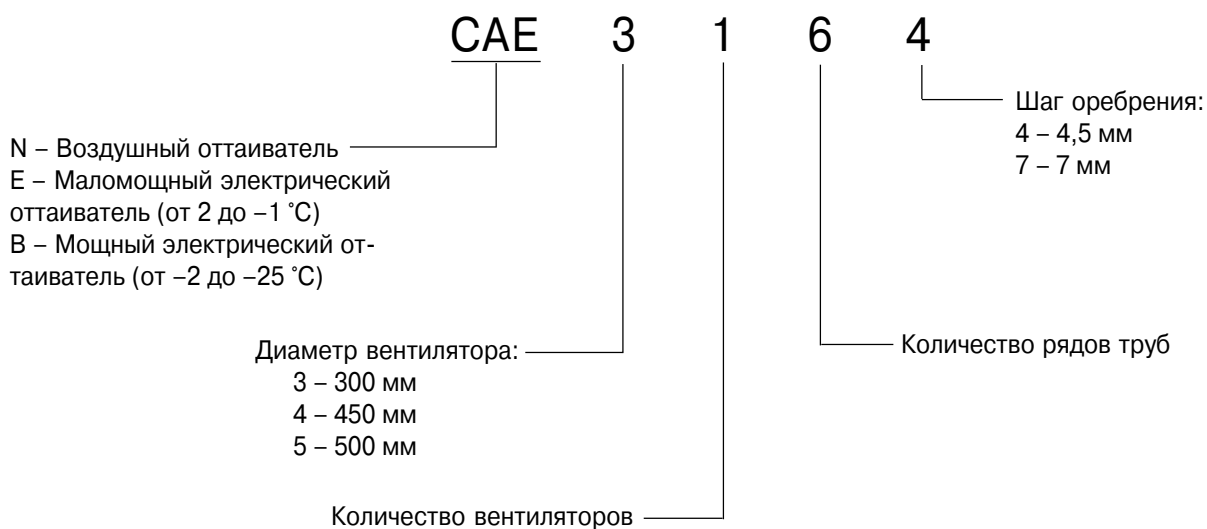 CAE 3 1 6 4
Шаг оребрения:
4 – 4,5 мм
7 – 7 мм
N – Воздушный оттаиватель
E – Маломощный электрический
оттаиватель (от 2 до –1 °C)
B – Мощный электрический от-
таиватель (от –2 до –25 °C)
Количество рядов труб
Диаметр вентилятора:
3 – 300 мм
4 – 450 мм
5 – 500 мм
Количество вентиляторов